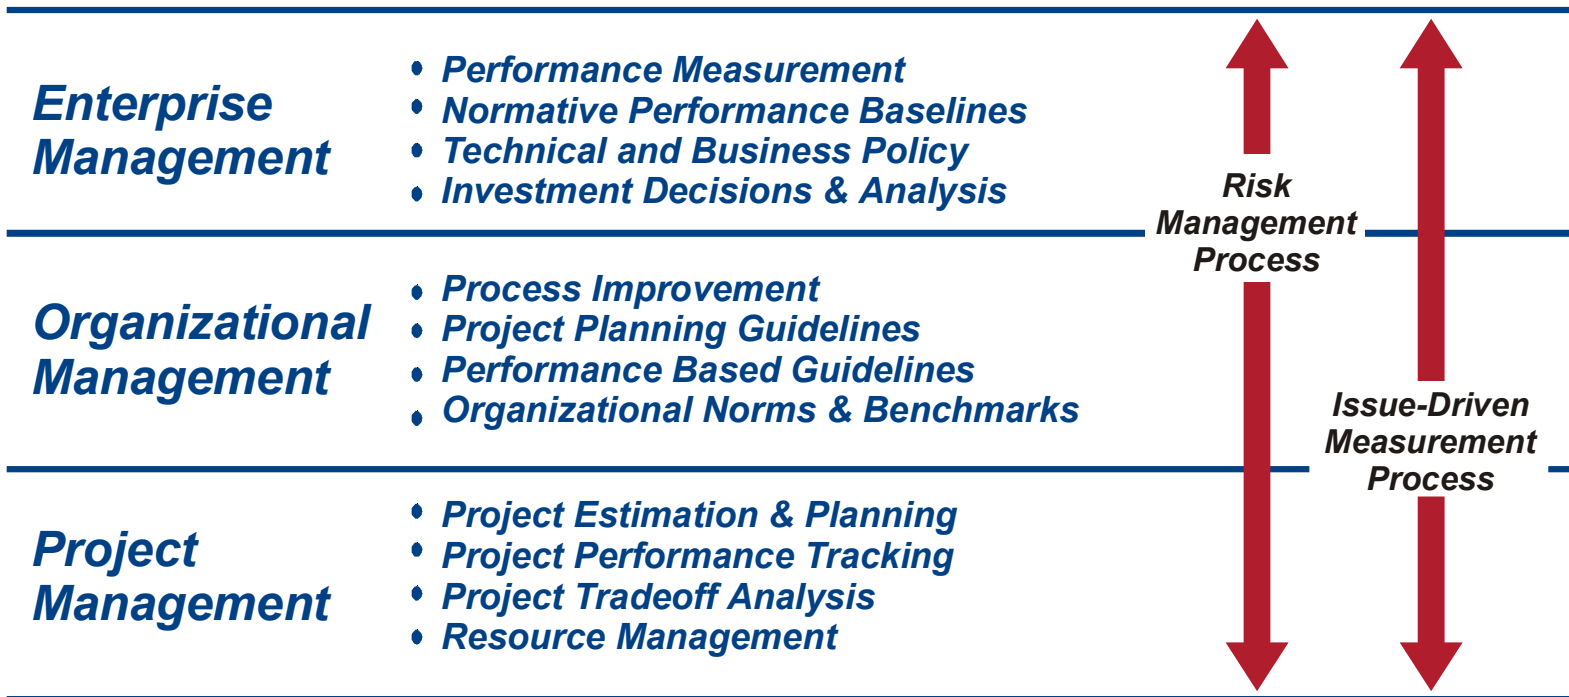 Enterprise
Management
• Performance Measurement
• Normative Performance Baselines
• Technical and Business Policy
• Investment Decisions & Analysis
Organizational
Management
• Process Improvement
• Project Planning Guidelines
• Performance Based Guidelines
• Organizational Norms & Benchmarks
Project
Management
• Project Estimation & Planning
• Project Performance Tracking
• Project Tradeoff Analysis
• Resource Management
Risk
Management
Process
Issue-Driven
Measurement
Process